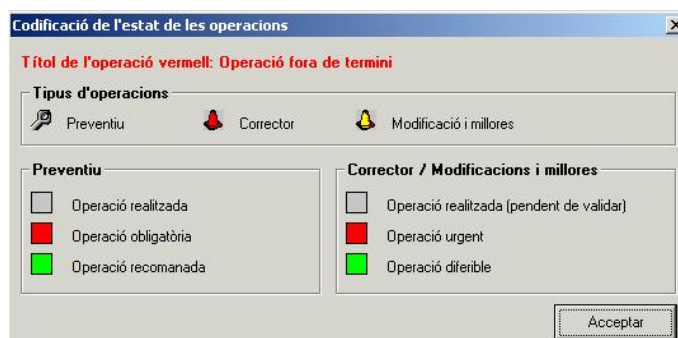 Codificació de l'estat de les operacions
Títol de l'operació vermell: Operació fora de termini
Tipus d'operacions
Preventiu Corrector Modificació i millores
Preventiu
Operació realitzada
Operació obligatòria
Operació recomanada
Corrector / Modificacions i millores
Operació realitzada (pendent de validar)
Operació urgent
Operació diferible
Acceptar